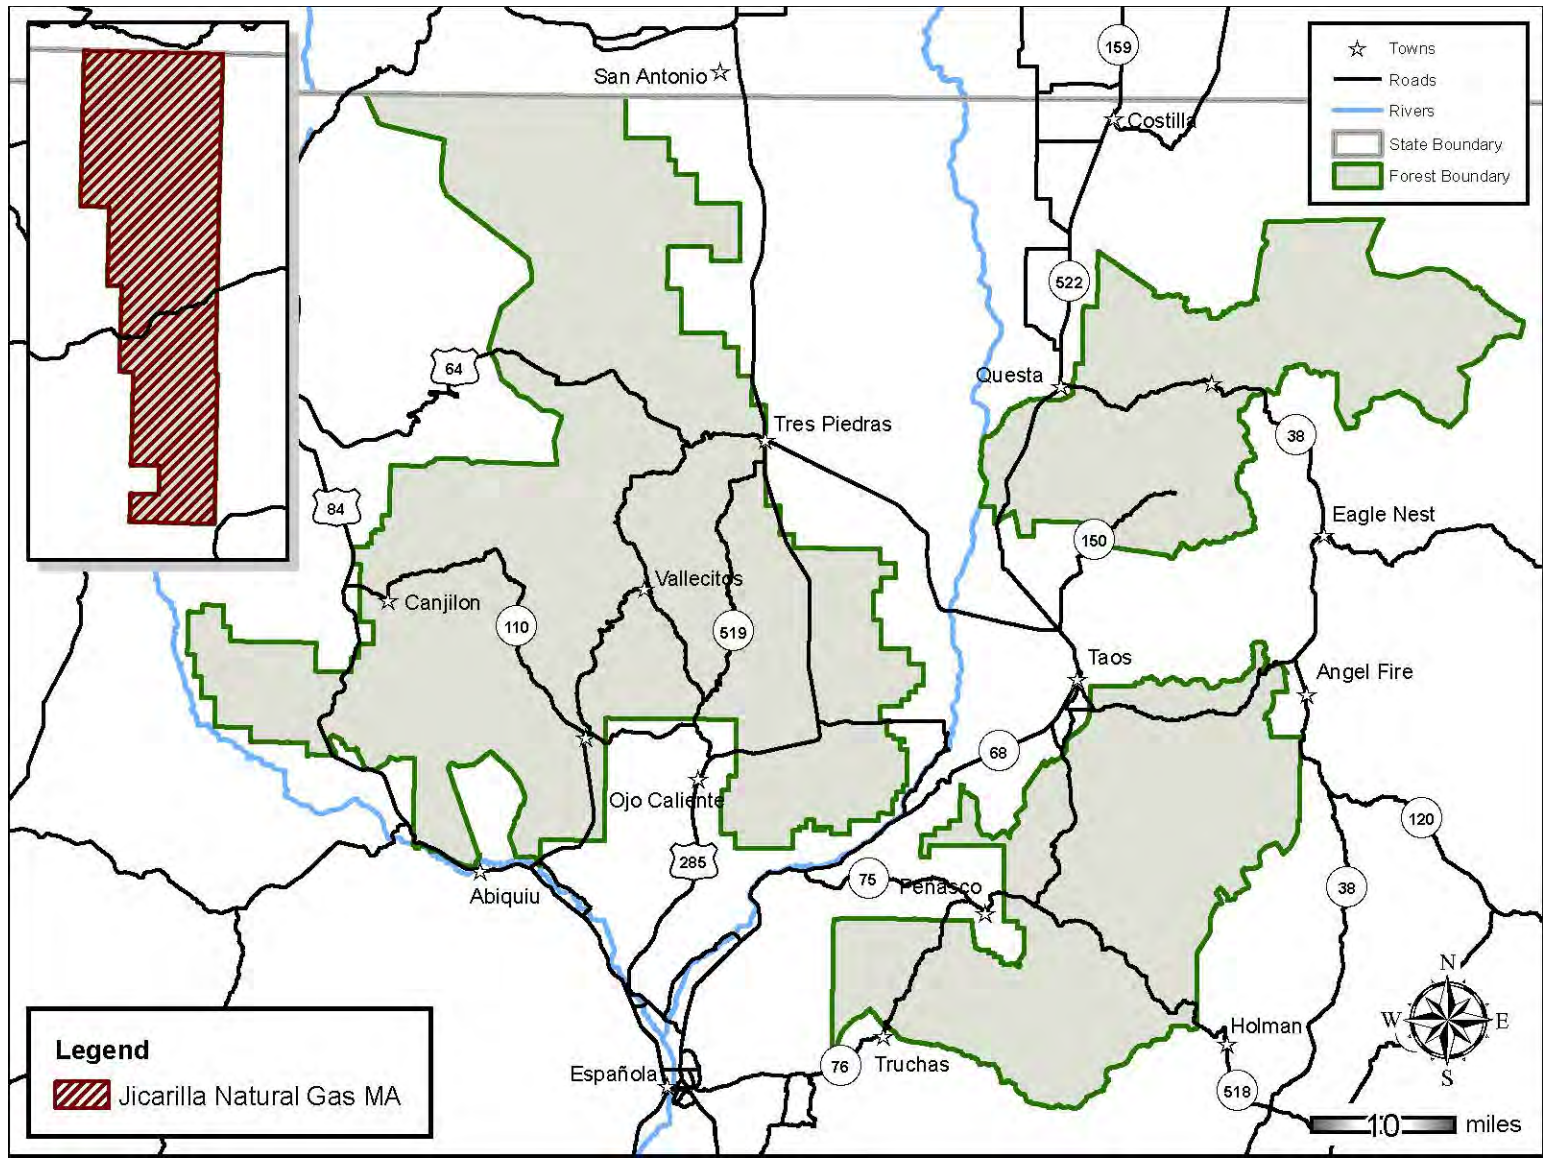 159
Towns
San Antonio
Roads
Rivers
Costilla
State Boundary
Forest Boundary
522
64
Questa
Tres Piedras
38
84
Eagle Nest
150
Vallecitos
Canjilon
110
519
Taos
Angel Fire
68
Ojo Caliente
120
285
75
Peñasco
38
Abiquiu
N
W
E
S
Holman
Legend
Truchas
76
Española
518
Jicarilla Natural Gas MA
10 miles